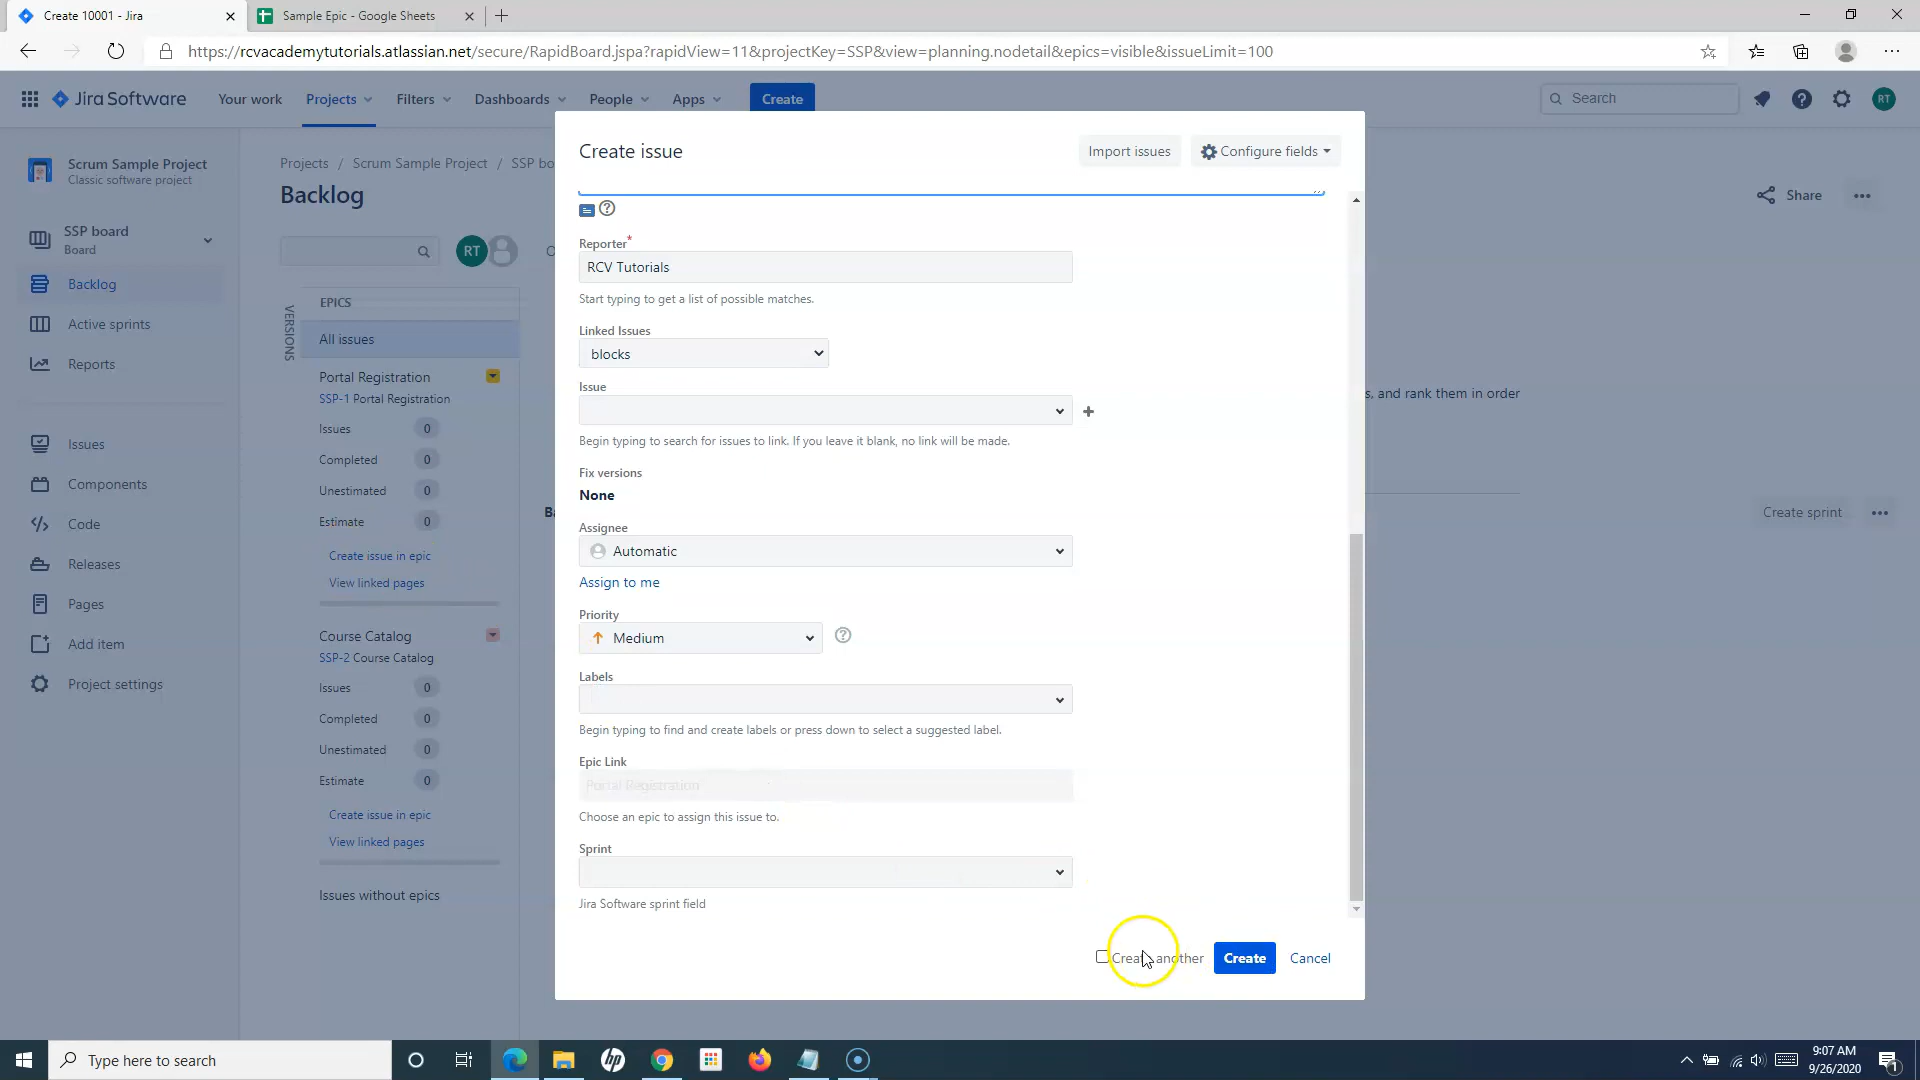 Create 10001 - Jira
Sample Epic - Google Sheets
https://rcvacademytutorials.atlassian.net/secure/RapidBoard.jspa?rapidView=11&projectKey=SSP&view=planning.nodetail&epics=visible&issueLimit=100
Jira Software
Your work
Projects
Filters
Dashboards
People
Apps
Create
Search
RT
Scrum Sample Project
Classic software project
SSP board
Board
Backlog
Active sprints
Reports
Issues
Components
Code
Releases
Pages
Add item
Project settings
Projects / Scrum Sample Project / SSP bo
Backlog
Share
RT
O
VERSIONS
EPICS
All issues
Portal Registration
SSP-1 Portal Registration
Issues 0
Completed 0
Unestimated 0
Estimate 0
Create issue in epic
View linked pages
Course Catalog
SSP-2 Course Catalog
Issues 0
Completed 0
Unestimated 0
Estimate 0
Create issue in epic
View linked pages
Issues without epics
Ba
s, and rank them in order
Create sprint
Create issue
Import issues
Configure fields
Reporter*
RCV Tutorials
Start typing to get a list of possible matches.
Linked Issues
blocks
Issue
Begin typing to search for issues to link. If you leave it blank, no link will be made.
Fix versions
None
Assignee
Automatic
Assign to me
Priority
Medium
Labels
Begin typing to find and create labels or press down to select a suggested label.
Epic Link
Portal Registration
Choose an epic to assign this issue to.
Sprint
Jira Software sprint field
Create another
Create
Cancel
Type here to search
9:07 AM
9/26/2020
1